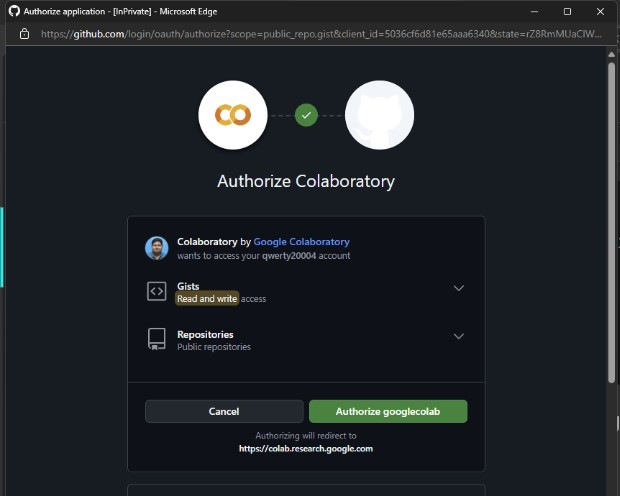 Authorize application - [InPrivate] - Microsoft Edge
https://github.com/login/oauth/authorize?scope=public_repo.gist&client_id=5036cf6d81e65aaa6340&state=rZ8RmMUaClW...
Authorize Colaboratory
Colaboratory by Google Colaboratory
wants to access your qwerty20004 account
Gists
Read and write access
Repositories
Public repositories
Cancel
Authorize googlecolab
Authorizing will redirect to
https://colab.research.google.com